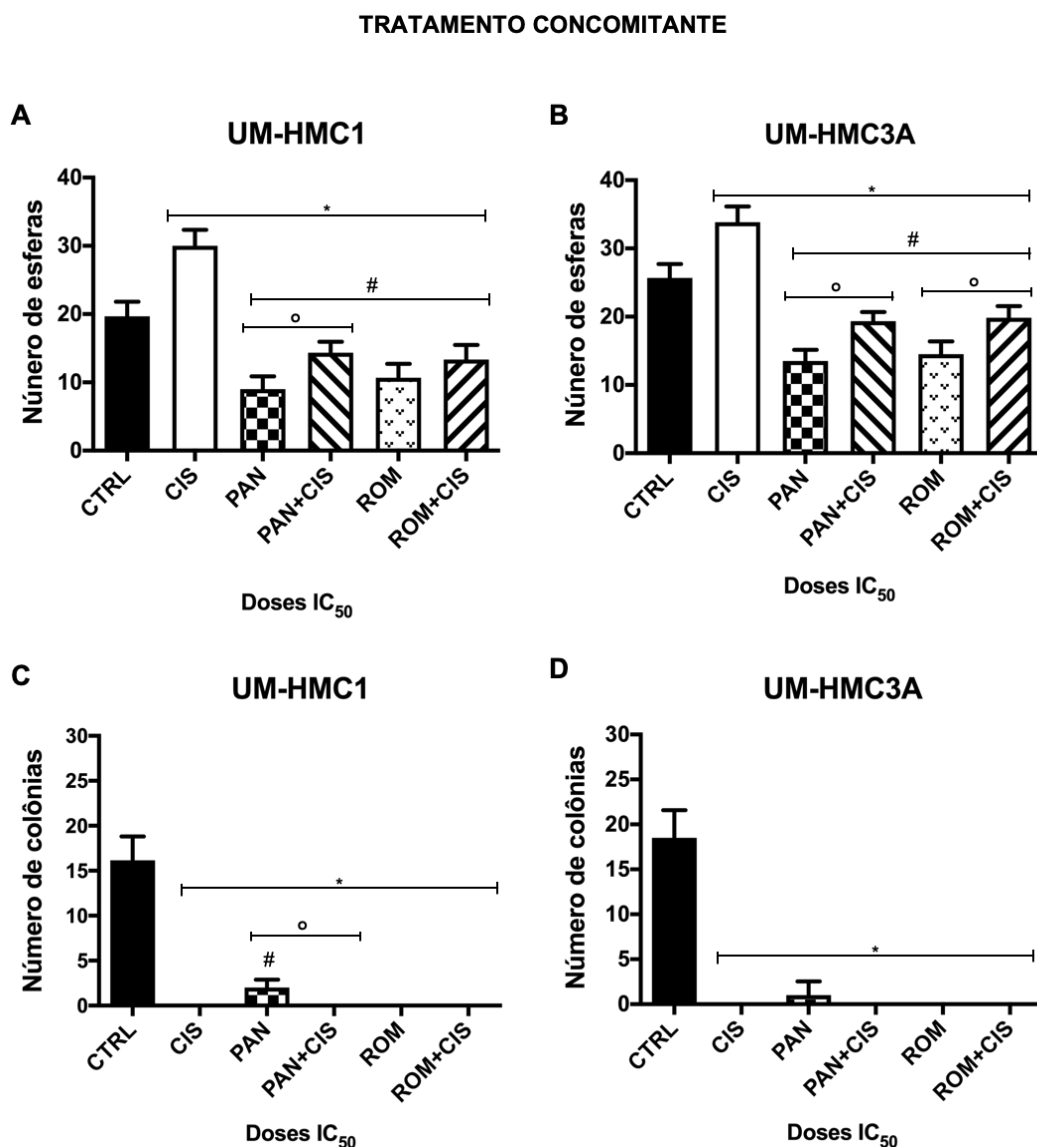 TRATAMENTO CONCOMITANTE
A
UM-HMC1
Núnero de esferas
40
30
20
10
0
*
#
o
CTRL
CIS
PAN
PAN+CIS
ROM
ROM+CIS
Doses IC50
B
UM-HMC3A
Núnero de esferas
40
30
20
10
0
*
#
o
o
CTRL
CIS
PAN
PAN+CIS
ROM
ROM+CIS
Doses IC50
C
UM-HMC1
Número de colônias
30
25
20
15
10
5
0
*
o
#
CTRL
CIS
PAN
PAN+CIS
ROM
ROM+CIS
Doses IC50
D
UM-HMC3A
Número de colônias
30
25
20
15
10
5
0
*
CTRL
CIS
PAN
PAN+CIS
ROM
ROM+CIS
Doses IC50